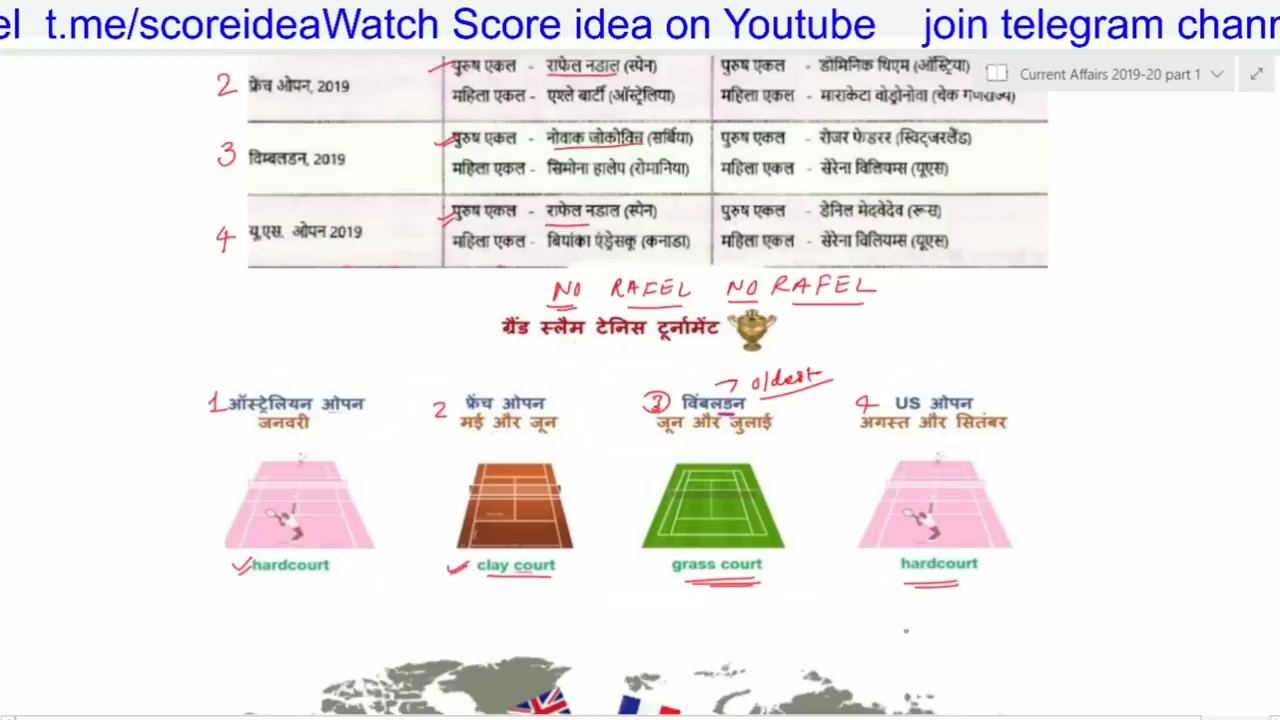 el t.me/scoreideaWatch Score idea on Youtube join telegram chann
Current Affairs 2019-20 part 1
2 फ्रेंच ओपन, 2019
पुरुष एकल - राफेल नडाल (स्पेन)
महिला एकल - एश्ले बार्टी (ऑस्ट्रेलिया)
पुरुष एकल - डोमिनिक थिएम (ऑस्ट्रिया)
महिला एकल - माराकेटा वोंड्रोनोवा (चेक गणराज्य)
3 विम्बलडन, 2019
पुरुष एकल - नोवाक जोकोविच (सर्बिया)
महिला एकल - सिमोना हालेप (रोमानिया)
पुरुष एकल - रोजर फेडरर (स्विट्जरलैंड)
महिला एकल - सेरेना विलियम्स (यूएस)
4 यू.एस. ओपन 2019
पुरुष एकल - राफेल नडाल (स्पेन)
महिला एकल - बियांका एंड्रेसकू (कनाडा)
पुरुष एकल - डेनिल मेदवेदेव (रूस)
महिला एकल - सेरेना विलियम्स (यूएस)
NO RAFEL NO RAFEL
ग्रैंड स्लैम टेनिस टूर्नामेंट
1 ऑस्ट्रेलियन ओपन
जनवरी
hardcourt
2 फ्रेंच ओपन
मई और जून
clay court
→ oldest
3 विंबलडन
जून और जुलाई
grass court
4 US ओपन
अगस्त और सितंबर
hardcourt